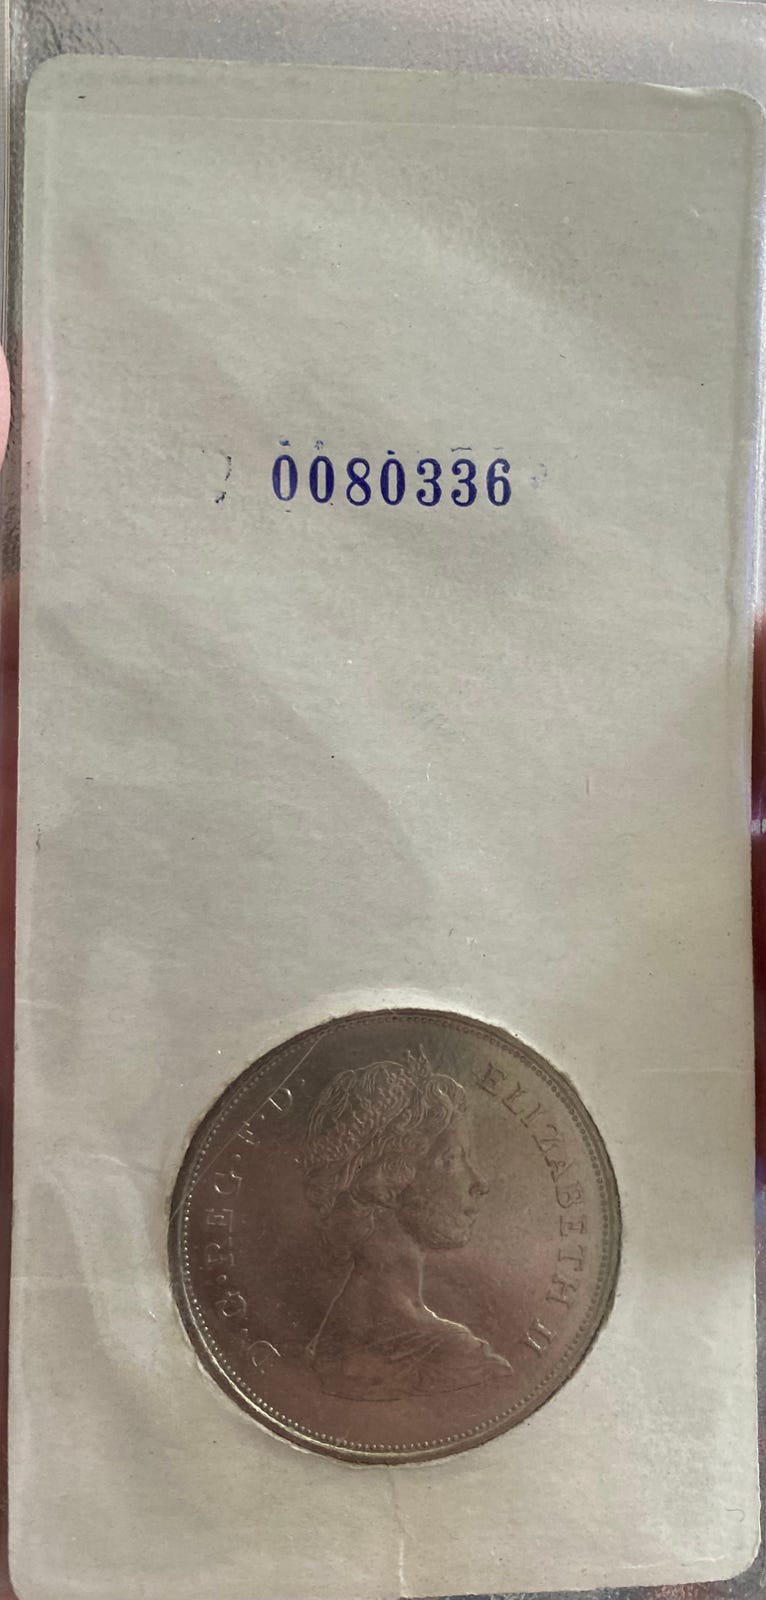 0080336
D·G·REG·F·D· ELIZABETH II